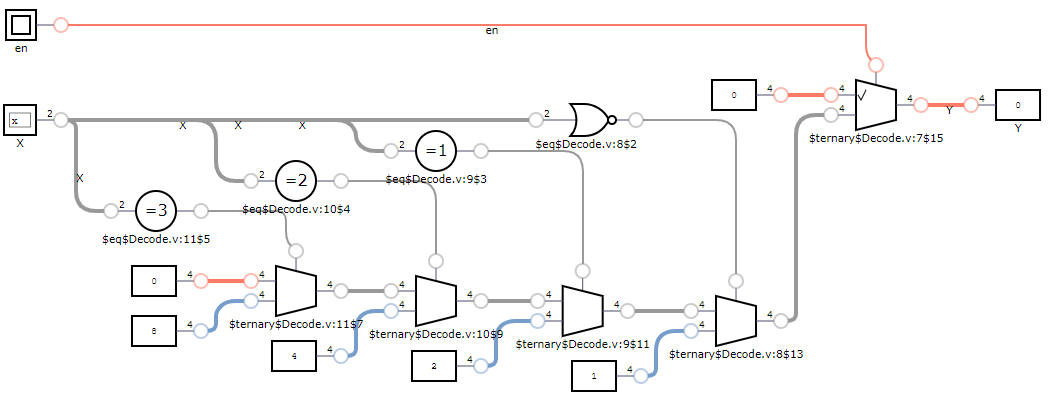 en
en
0
4
4
4
4
4
Y
0
Y
$ternary$Decode.v:7$15
x
X
2
X
X
X
2
$eq$Decode.v:8$2
2
=1
$eq$Decode.v:9$3
X
2
=2
$eq$Decode.v:10$4
2
=3
$eq$Decode.v:11$5
0
4
4
4
4
$ternary$Decode.v:11$7
8
4
4
4
4
$ternary$Decode.v:10$9
4
4
4
4
4
$ternary$Decode.v:9$11
2
4
4
4
4
$ternary$Decode.v:8$13
1
4